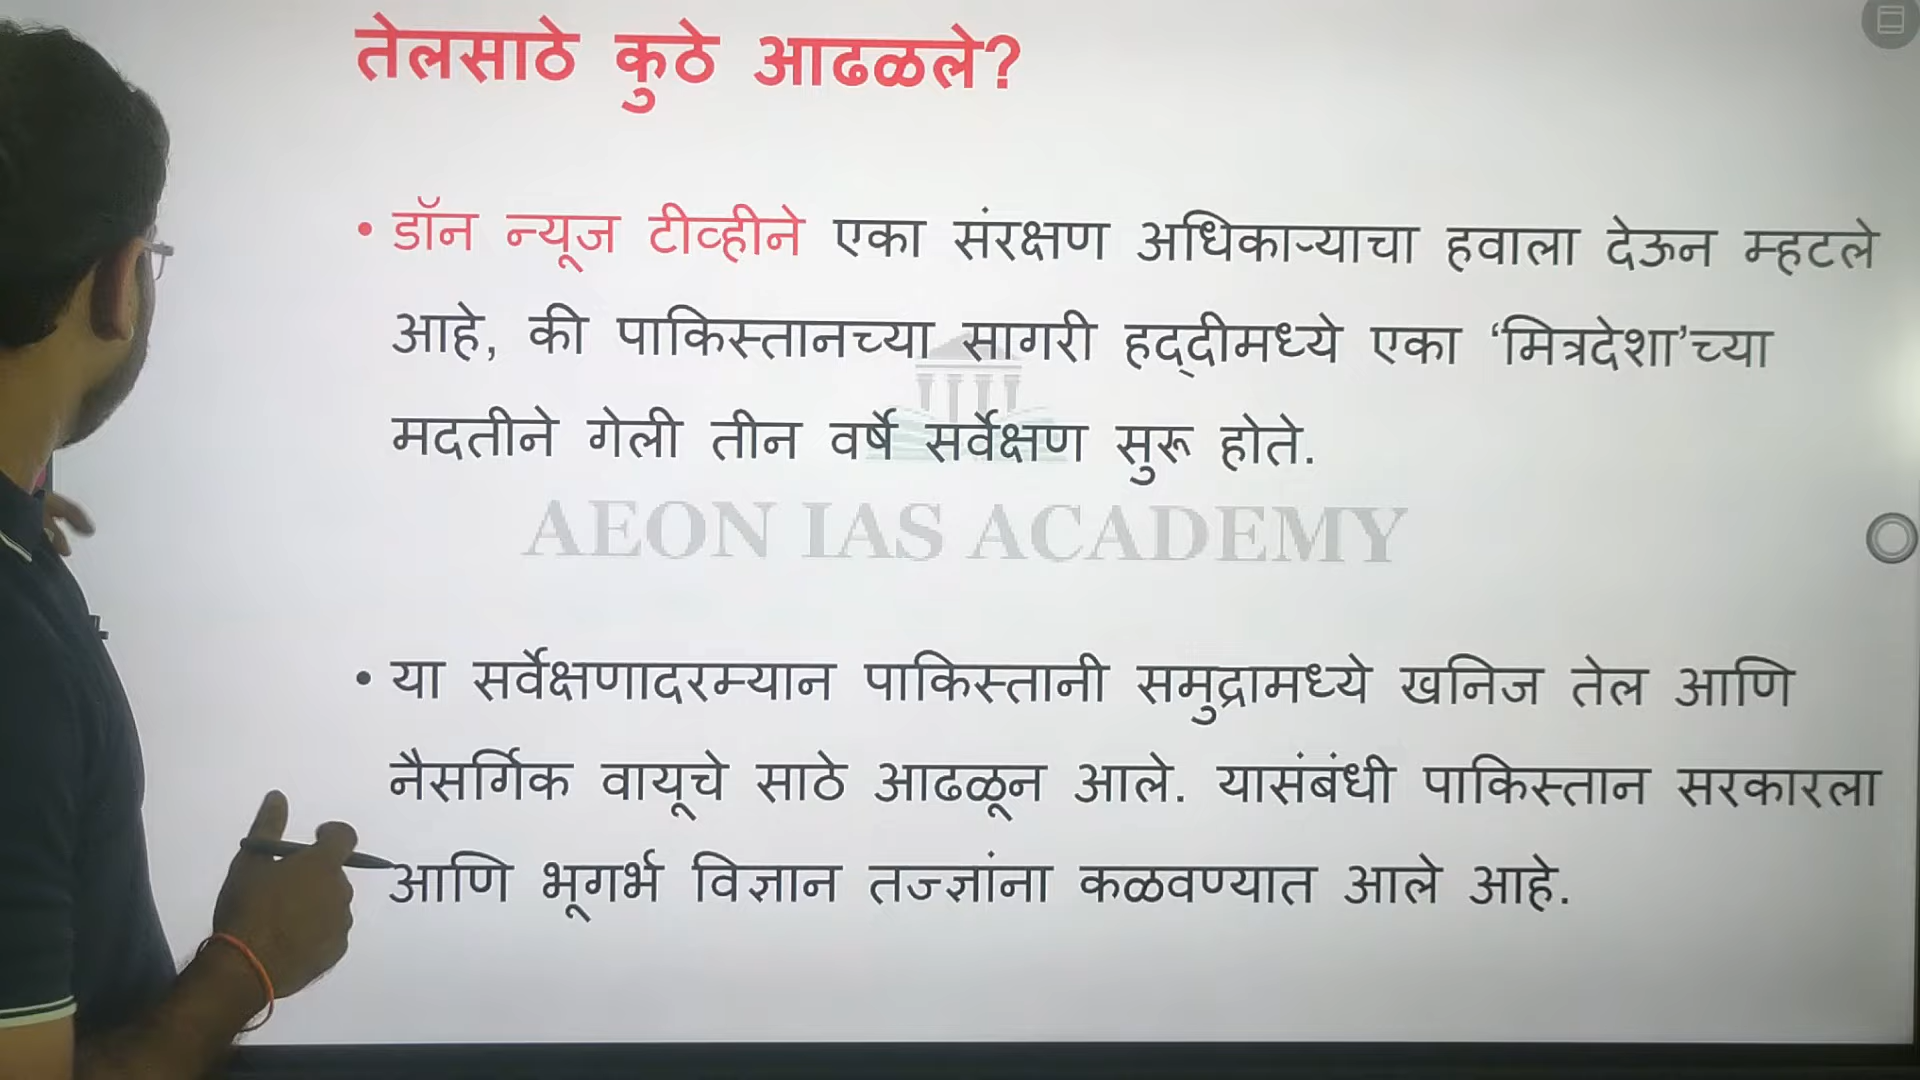 तेलसाठे कुठे आढळले?
• डॉन न्यूज टीव्हीने एका संरक्षण अधिकाऱ्याचा हवाला देऊन म्हटले
आहे, की पाकिस्तानच्या सागरी हद्दीमध्ये एका ‘मित्रदेशा’च्या
मदतीने गेली तीन वर्षे सर्वेक्षण सुरू होते.
AEON IAS ACADEMY
• या सर्वेक्षणादरम्यान पाकिस्तानी समुद्रामध्ये खनिज तेल आणि
नैसर्गिक वायूचे साठे आढळून आले. यासंबंधी पाकिस्तान सरकारला
आणि भूगर्भ विज्ञान तज्ज्ञांना कळवण्यात आले आहे.